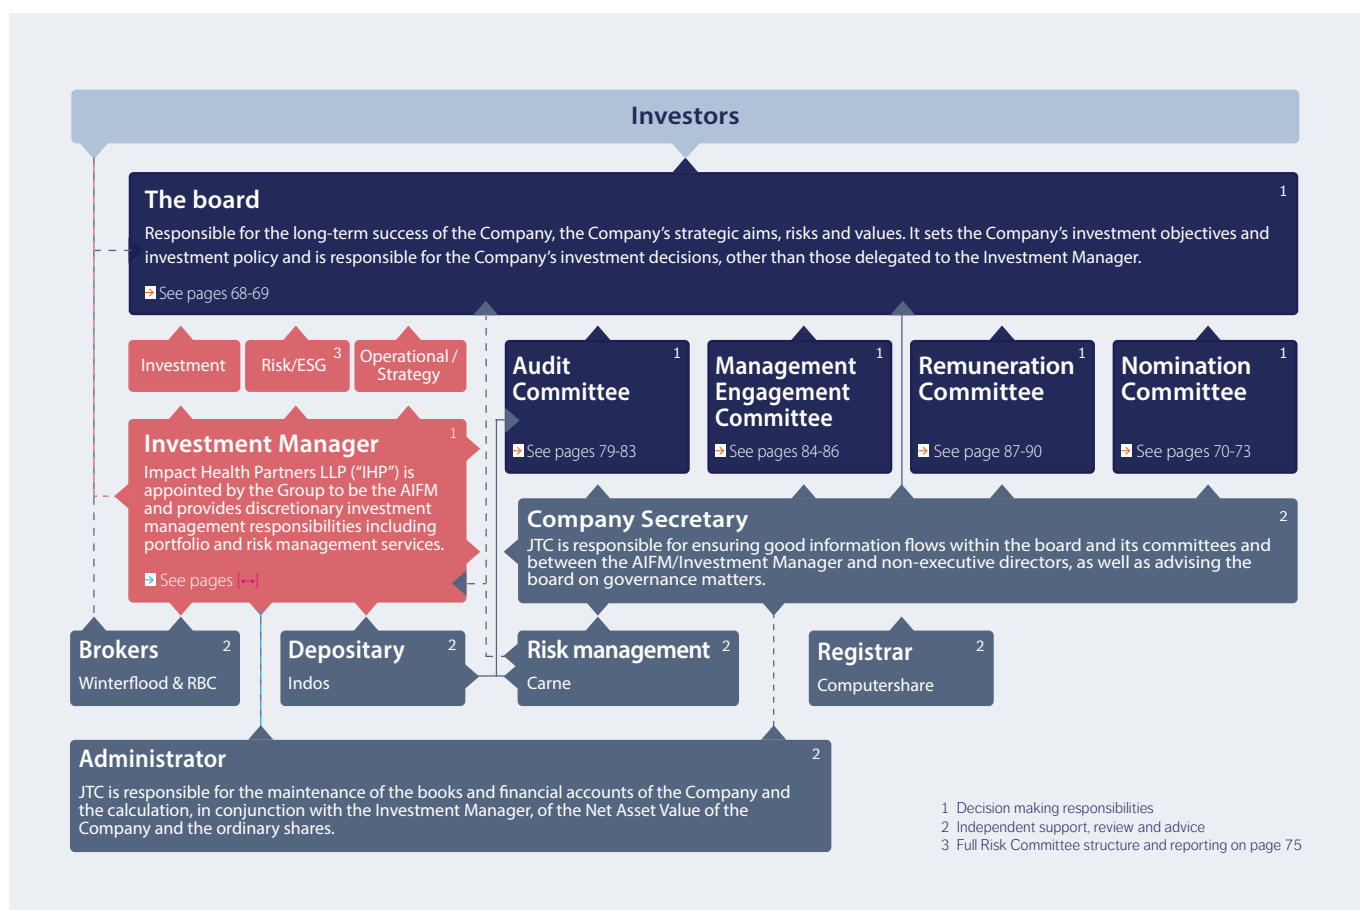 Investors
The board
1
Responsible for the long-term success of the Company, the Company’s strategic aims, risks and values. It sets the Company’s investment objectives and
investment policy and is responsible for the Company’s investment decisions, other than those delegated to the Investment Manager.
See pages 68-69
Investment
Risk/ESG
3
Operational /
Strategy
Audit
Committee
1
See pages 79-83
Management
Engagement
Committee
1
See pages 84-86
Remuneration
Committee
1
See page 87-90
Nomination
Committee
1
See pages 70-73
Investment Manager
1
Impact Health Partners LLP (“IHP”) is
appointed by the Group to be the AIFM
and provides discretionary investment
management responsibilities including
portfolio and risk management services.
See pages [•-•]
Company Secretary
2
JTC is responsible for ensuring good information flows within the board and its committees and
between the AIFM/Investment Manager and non-executive directors, as well as advising the
board on governance matters.
Brokers
2
Winterflood & RBC
Depositary
2
Indos
Risk management
2
Carne
Registrar
2
Computershare
Administrator
2
JTC is responsible for the maintenance of the books and financial accounts of the Company and
the calculation, in conjunction with the Investment Manager, of the Net Asset Value of the
Company and the ordinary shares.
1 Decision making responsibilities
2 Independent support, review and advice
3 Full Risk Committee structure and reporting on page 75